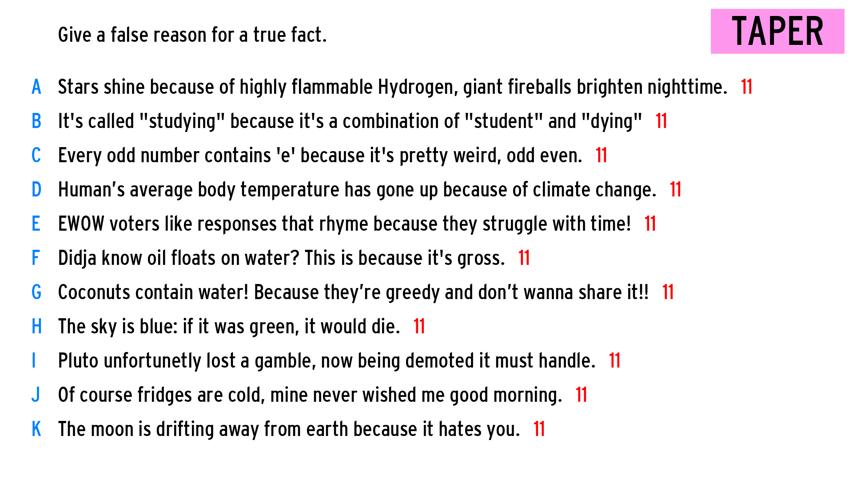 Give a false reason for a true fact.
TAPER
A Stars shine because of highly flammable Hydrogen, giant fireballs brighten nighttime. 11
B It's called "studying" because it's a combination of "student" and "dying" 11
C Every odd number contains 'e' because it's pretty weird, odd even. 11
D Human’s average body temperature has gone up because of climate change. 11
E EWOW voters like responses that rhyme because they struggle with time! 11
F Didja know oil floats on water? This is because it's gross. 11
G Coconuts contain water! Because they’re greedy and don’t wanna share it!! 11
H The sky is blue: if it was green, it would die. 11
I Pluto unfortunetly lost a gamble, now being demoted it must handle. 11
J Of course fridges are cold, mine never wished me good morning. 11
K The moon is drifting away from earth because it hates you. 11